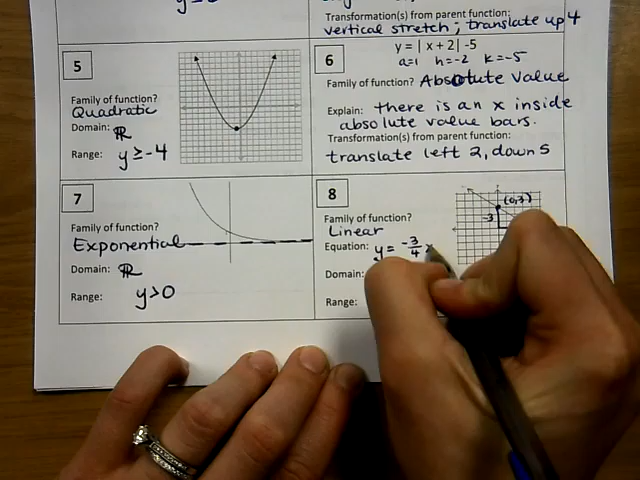 Transformation(s) from parent function:
vertical stretch; translate up 4
5
Family of function?
Quadratic
Domain: ℝ
Range: y ≥ -4
6
y = | x + 2| -5
a=1 h=-2 k=-5
Family of function? Absolute value
Explain: there is an x inside
absolute value bars.
Transformation(s) from parent function:
translate left 2, down 5
7
Family of function?
Exponential
Domain: ℝ
Range: y>0
8
Family of function?
Linear
Equation: y = -3/4 x
Domain:
Range:
(0,3)
-3